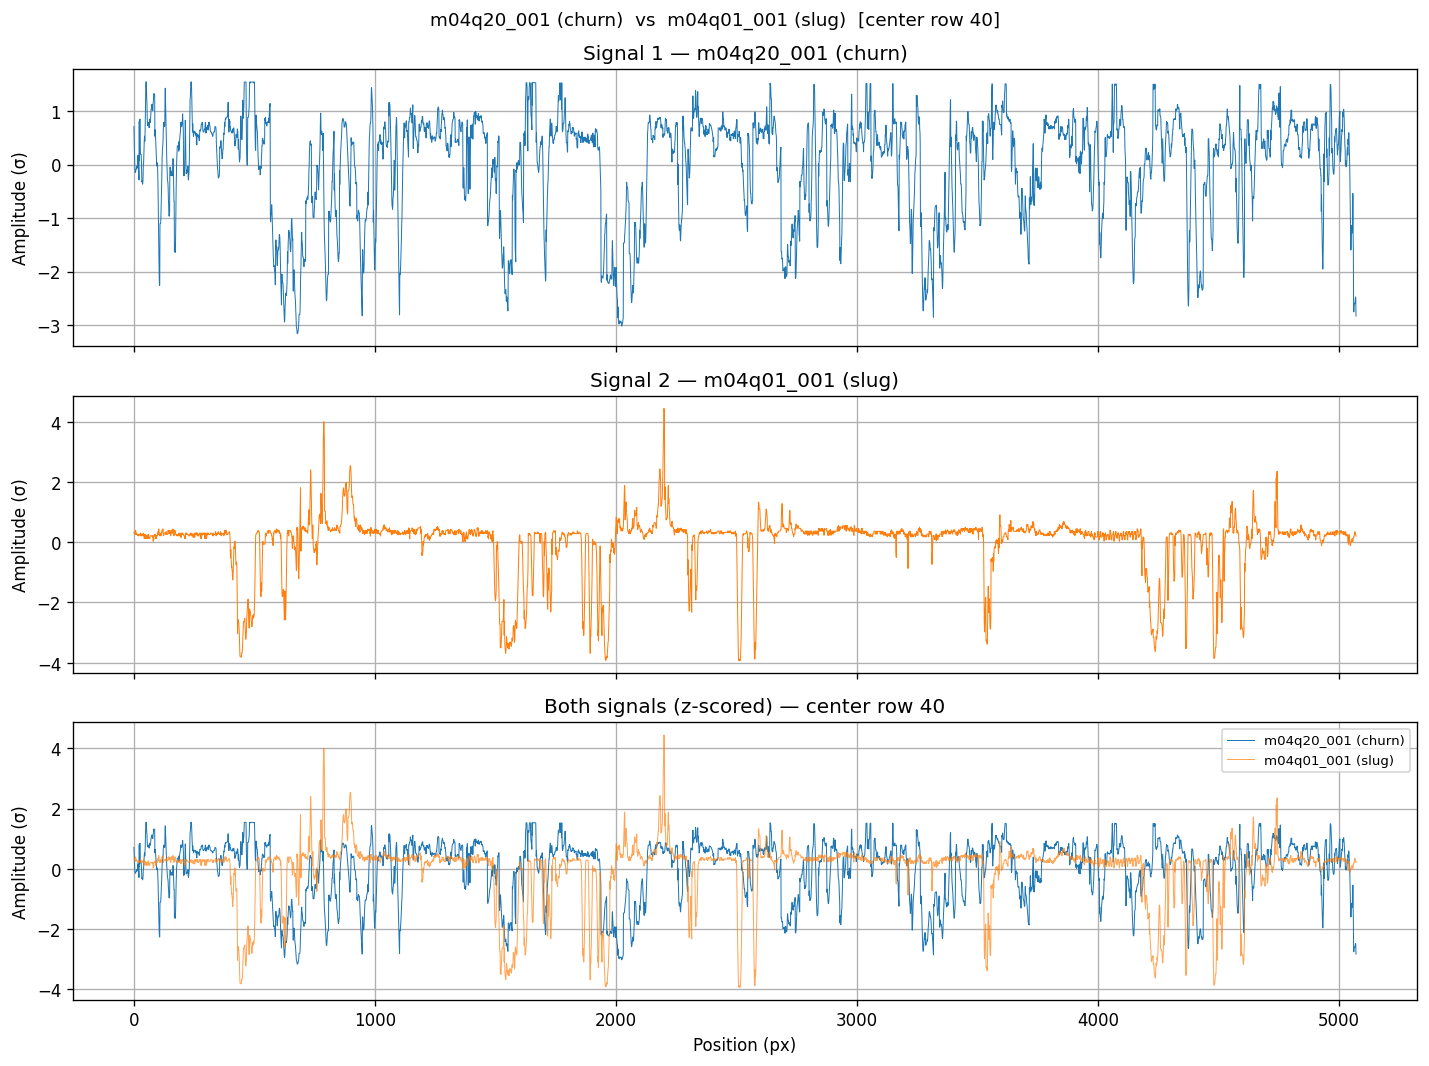 m04q20_001 (churn)  vs  m04q01_001 (slug)  [center row 40]
Signal 1 — m04q20_001 (churn)
Amplitude (σ)
1
0
−1
−2
−3
Signal 2 — m04q01_001 (slug)
Amplitude (σ)
4
2
0
−2
−4
Both signals (z-scored) — center row 40
Amplitude (σ)
4
2
0
−2
−4
m04q20_001 (churn)
m04q01_001 (slug)
0 1000 2000 3000 4000 5000
Position (px)